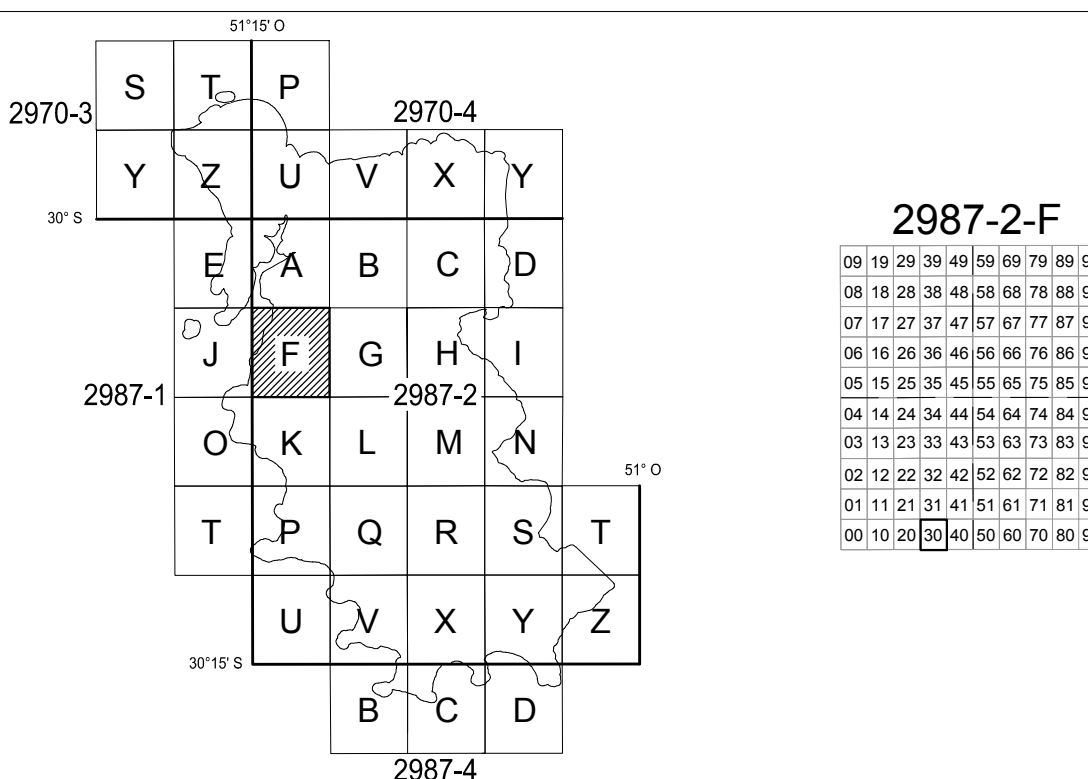 51°15' O
S T P
2970-3
2970-4
Y Z U V X Y
30° S
E A B C D
J F G H I
2987-1
2987-2
O K L M N
51° O
T P Q R S T
U V X Y Z
30°15' S
B C D
2987-4
2987-2-F
09 19 29 39 49 59 69 79 89
08 18 28 38 48 58 68 78 88
07 17 27 37 47 57 67 77 87
06 16 26 36 46 56 66 76 86
05 15 25 35 45 55 65 75 85
04 14 24 34 44 54 64 74 84
03 13 23 33 43 53 63 73 83
02 12 22 32 42 52 62 72 82
01 11 21 31 41 51 61 71 81
00 10 20 30 40 50 60 70 80